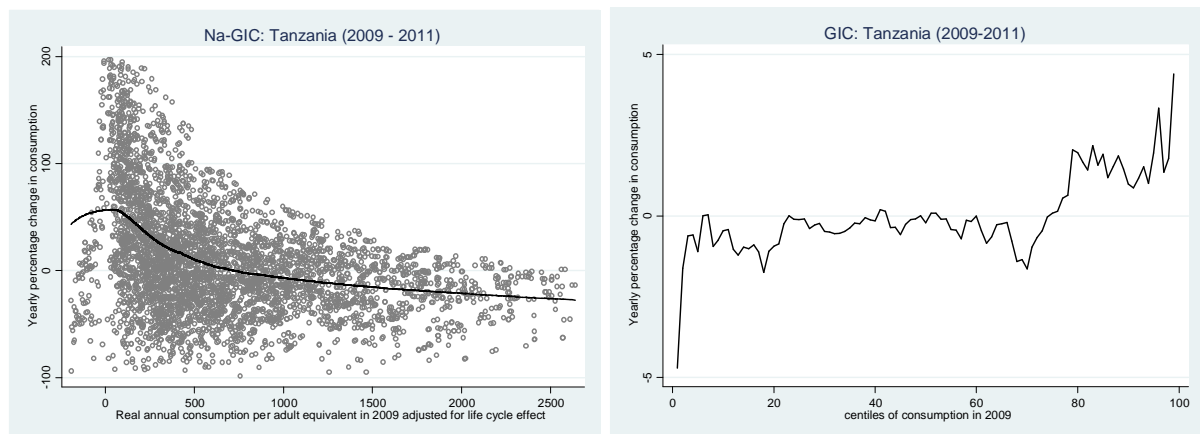 Na-GIC: Tanzania (2009 - 2011)
Yearly percentage change in consumption
200
100
0
-100
0 500 1000 1500 2000 2500
Real annual consumption per adult equivalent in 2009 adjusted for life cycle effect
GIC: Tanzania (2009-2011)
Yearly percentage change in consumption
5
0
-5
0 20 40 60 80 100
centiles of consumption in 2009